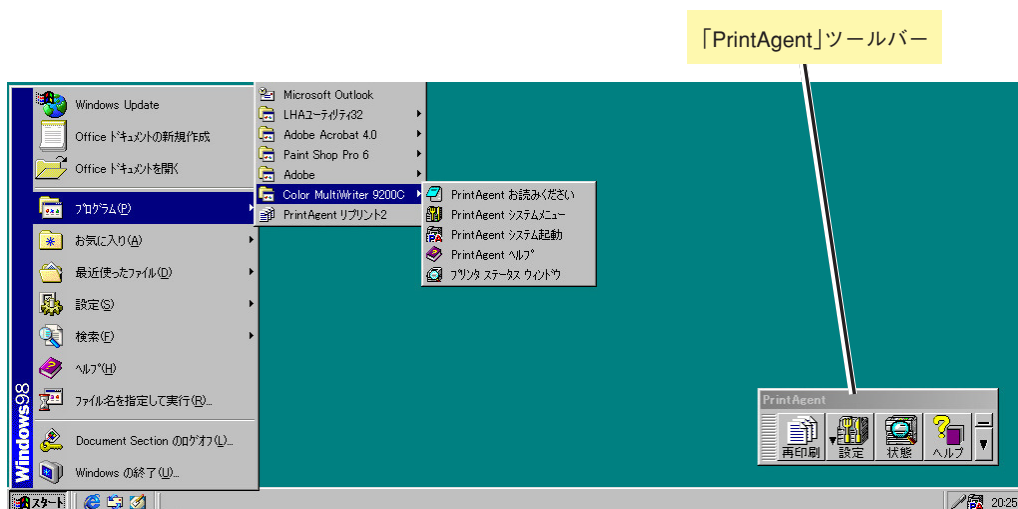 「PrintAgent」ツールバー
Windows Update
Office ドキュメントの新規作成
Office ドキュメントを開く
プログラム(P)
お気に入り(A)
最近使ったファイル(D)
設定(S)
検索(F)
ヘルプ(H)
ファイル名を指定して実行(R)...
Document Section のログオフ(L)...
Windows の終了(U)...
Windows98
Microsoft Outlook
LHAユーティリティ32
Adobe Acrobat 4.0
Paint Shop Pro 6
Adobe
Color MultiWriter 9200C
PrintAgent リプリント2
PrintAgent お読みください
PrintAgent システムメニュー
PrintAgent システム起動
PrintAgent ヘルプ
プリンタ ステータス ウィンドウ
PrintAgent
再印刷
設定
状態
ヘルプ
スタート
20:25